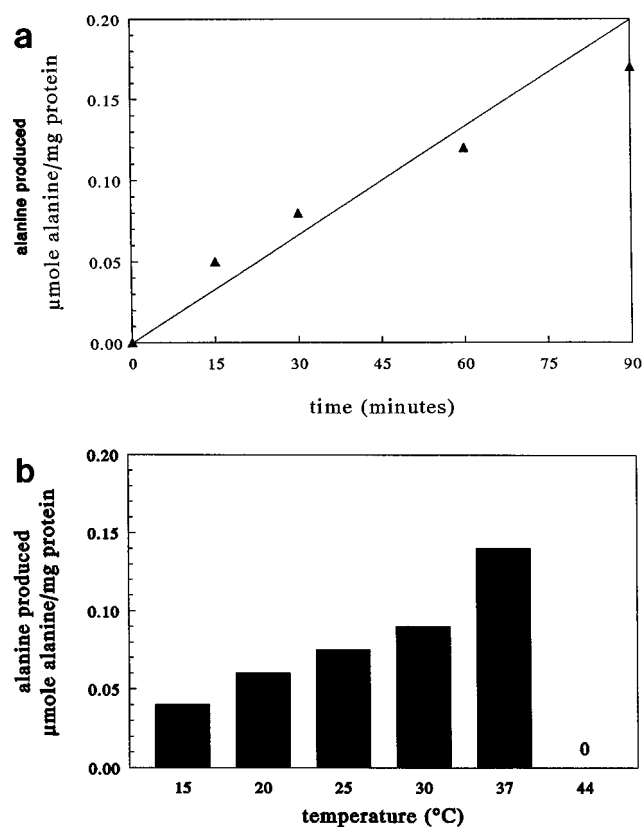 a
alanine produced
µmole alanine/mg protein
0.20
0.15
0.10
0.05
0.00
0 15 30 45 60 75 90
time (minutes)
b
alanine produced
µmole alanine/mg protein
0.20
0.15
0.10
0.05
0.00
0
15 20 25 30 37 44
temperature (°C)